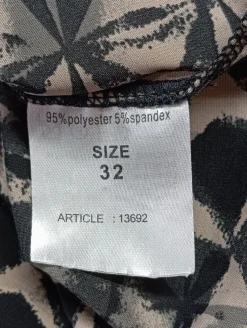 95%polyester 5%spandex
SIZE
32
ARTICLE : 13692